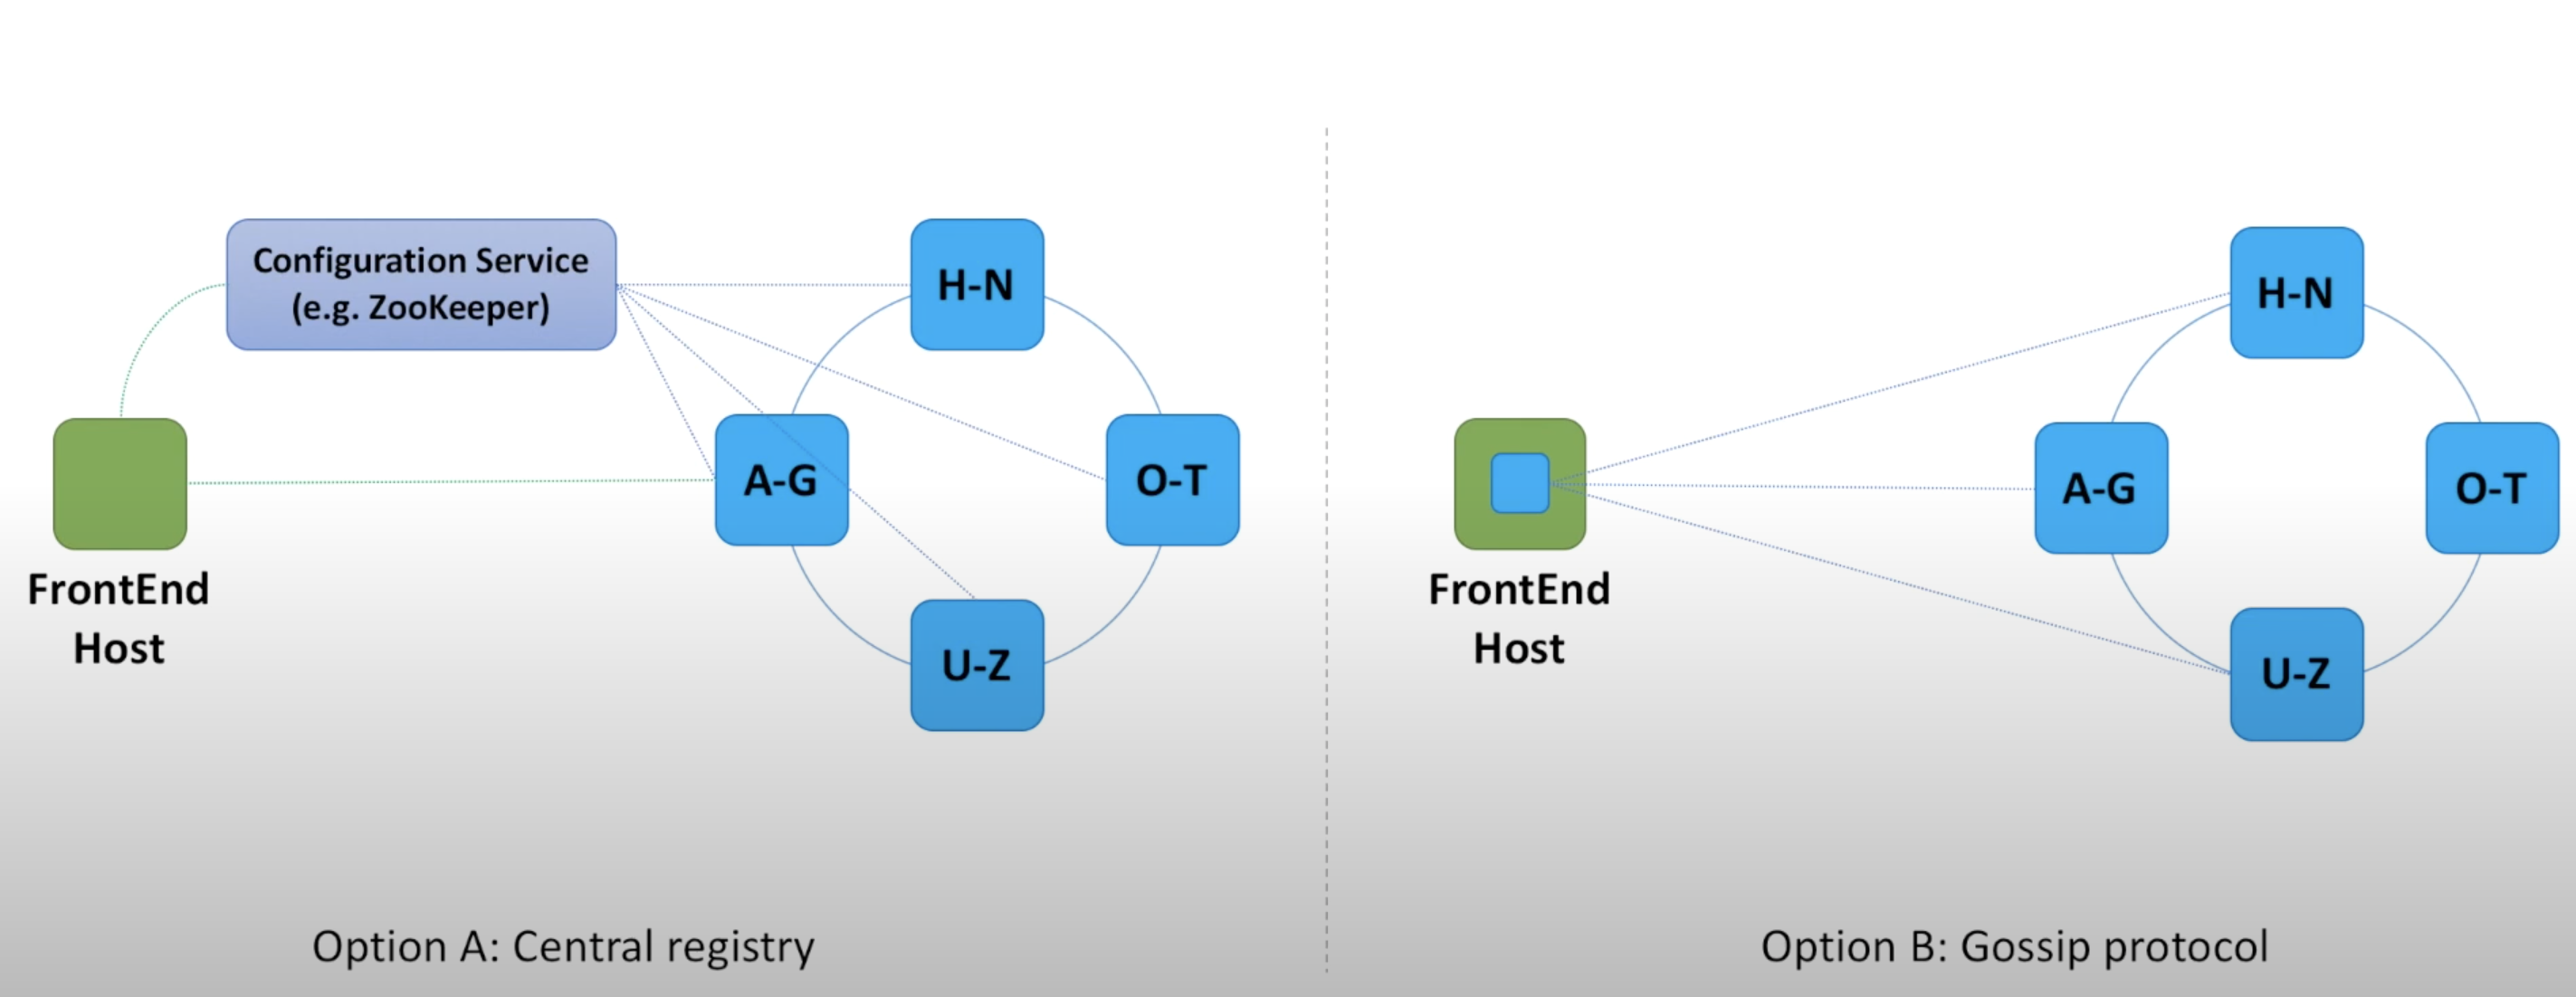 Configuration Service
(e.g. ZooKeeper)
H-N
A-G
O-T
U-Z
FrontEnd
Host
Option A: Central registry
H-N
A-G
O-T
U-Z
FrontEnd
Host
Option B: Gossip protocol